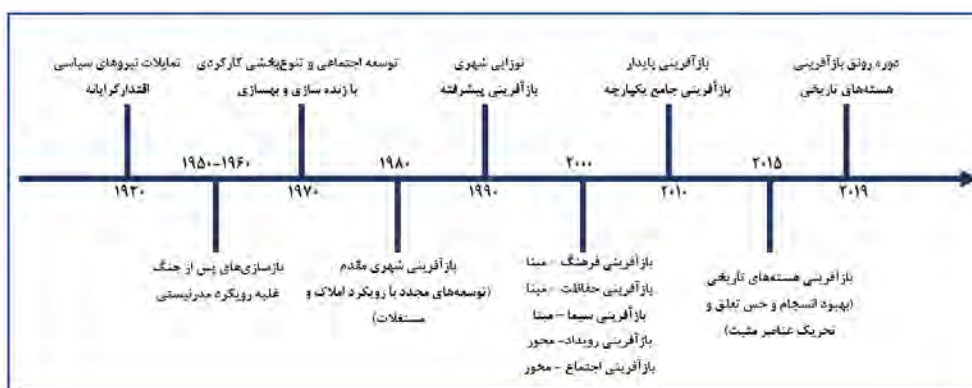 تمایلات نیروهای سیاسی
اقتدارگرایانه
توسعه اجتماعی و تنوع‌بخشی کارکردی
با زنده سازی و بهسازی
نوزایی شهری
بازآفرینی پیشرفته
بازآفرینی پایدار
بازآفرینی جامع یکپارچه
دوره رونق بازآفرینی
هسته‌های تاریخی
۱۹۵۰-۱۹۶۰
۱۹۸۰
۲۰۰۰
۲۰۱۵
۱۹۳۰
۱۹۷۰
۱۹۹۰
۲۰۱۰
۲۰۱۹
بازسازی‌های پس از جنگ
غلبه رویکرد مدرنیستی
بازآفرینی شهری مقدم
(توسعه‌های مجدد با رویکرد املاک و
مستغلات)
بازآفرینی فرهنگ - مبنا
بازآفرینی حفاظت - مبنا
بازآفرینی سیما - مبنا
بازآفرینی رویداد- محور
بازآفرینی اجتماع - محور
بازآفرینی هسته‌های تاریخی
(بهبود انسجام و حس تعلق و
تحریک عناصر مثبت)